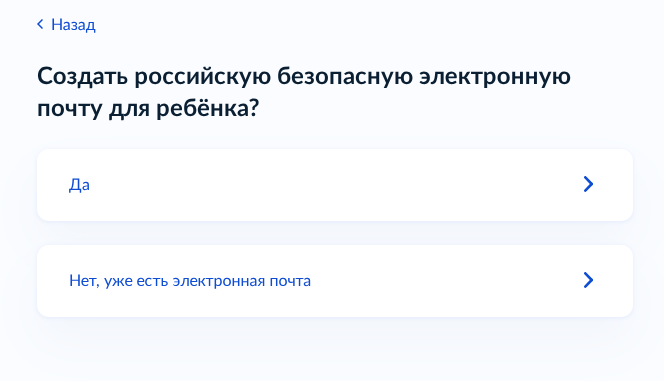 Назад
Создать российскую безопасную электронную
почту для ребёнка?
Да
Нет, уже есть электронная почта